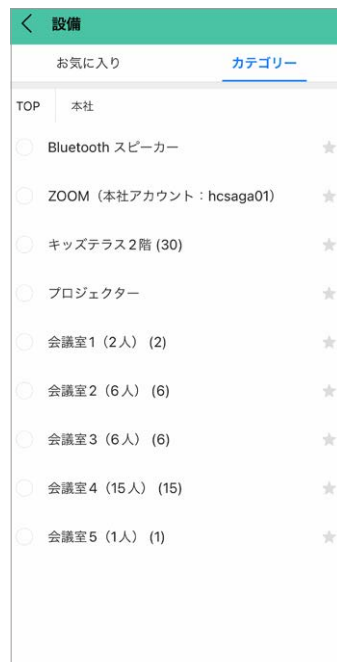 設備
お気に入り
カテゴリー
TOP 本社
Bluetooth スピーカー
ZOOM（本社アカウント：hcsaga01）
キッズテラス2階 (30)
プロジェクター
会議室1（2人） (2)
会議室2（6人） (6)
会議室3（6人） (6)
会議室4（15人） (15)
会議室5（1人） (1)